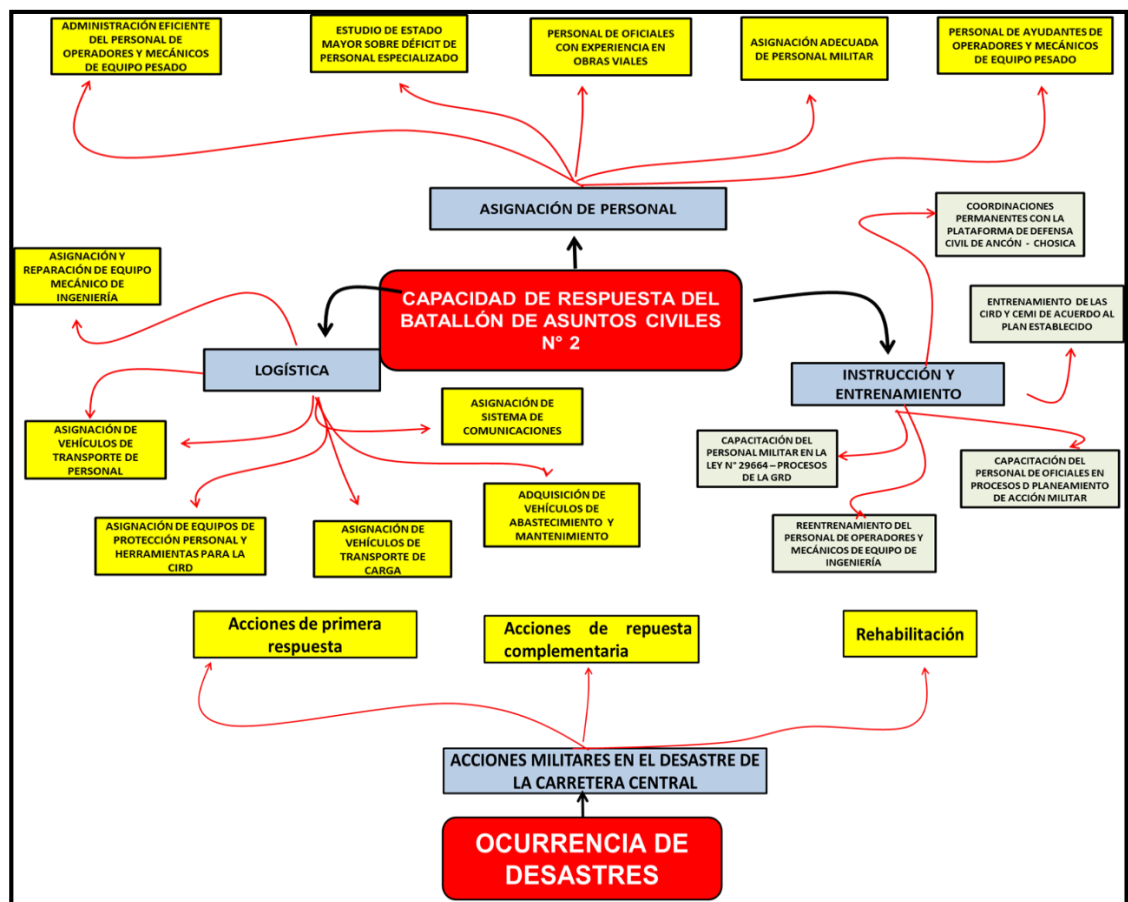 ADMINISTRACIÓN EFICIENTE
DEL PERSONAL DE
OPERADORES Y MECÁNICOS
DE EQUIPO PESADO
ESTUDIO DE ESTADO
MAYOR SOBRE DÉFICIT DE
PERSONAL ESPECIALIZADO
PERSONAL DE OFICIALES
CON EXPERIENCIA EN
OBRAS VIALES
ASIGNACIÓN ADECUADA
DE PERSONAL MILITAR
PERSONAL DE AYUDANTES DE
OPERADORES Y MECÁNICOS
DE EQUIPO PESADO
ASIGNACIÓN DE PERSONAL
COORDINACIONES
PERMANENTES CON LA
PLATAFORMA DE DEFENSA
CIVIL DE ANCÓN - CHOSICA
ASIGNACIÓN Y
REPARACIÓN DE EQUIPO
MECÁNICO DE
INGENIERÍA
CAPACIDAD DE RESPUESTA DEL
BATALLÓN DE ASUNTOS CIVILES
N° 2
ENTRENAMIENTO DE LAS
CIRD Y CEMI DE ACUERDO AL
PLAN ESTABLECIDO
LOGÍSTICA
INSTRUCCIÓN Y
ENTRENAMIENTO
ASIGNACIÓN DE
VEHÍCULOS DE
TRANSPORTE DE
PERSONAL
ASIGNACIÓN DE
SISTEMA DE
COMUNICACIONES
CAPACITACIÓN DEL
PERSONAL MILITAR EN LA
LEY N° 29664 – PROCESOS
DE LA GRD
CAPACITACIÓN DEL
PERSONAL DE OFICIALES EN
PROCESOS D PLANEAMIENTO
DE ACCIÓN MILITAR
ASIGNACIÓN DE EQUIPOS DE
PROTECCIÓN PERSONAL Y
HERRAMIENTAS PARA LA
CIRD
ASIGNACIÓN DE
VEHÍCULOS DE
TRANSPORTE DE
CARGA
ADQUISICIÓN DE
VEHÍCULOS DE
ABASTECIMIENTO Y
MANTENIMIENTO
REENTRENAMIENTO DEL
PERSONAL DE OPERADORES Y
MECÁNICOS DE EQUIPO DE
INGENIERÍA
Acciones de primera
respuesta
Acciones de repuesta
complementaria
Rehabilitación
ACCIONES MILITARES EN EL DESASTRE DE
LA CARRETERA CENTRAL
OCURRENCIA DE
DESASTRES